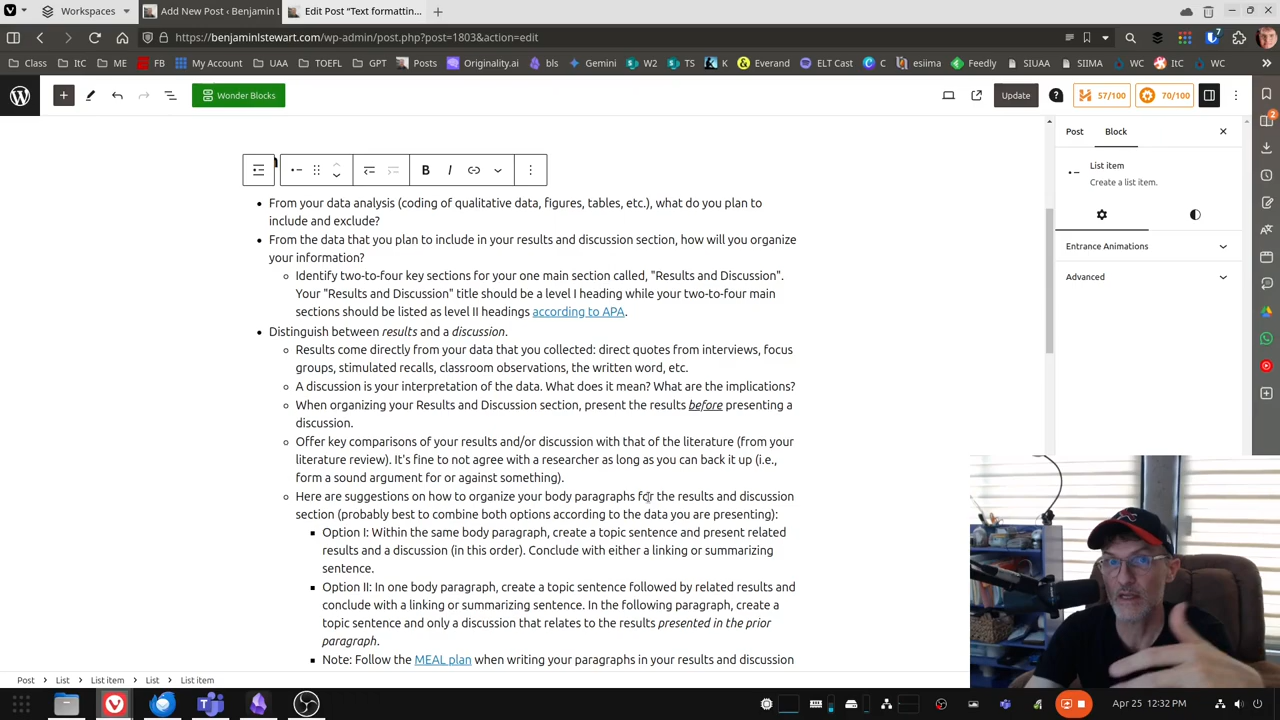 Workspaces
Add New Post ‹ Benjamin L
Edit Post “Text formattin…
https://benjaminlstewart.com/wp-admin/post.php?post=1803&action=edit
7
Class ItC ME FB My Account UAA TOEFL GPT Posts Originality.ai bls Gemini W2 TS K Everand ELT Cast C esiima Feedly SIUAA SIIMA WC ItC WC
Wonder Blocks
Update
57/100
70/100
2
Post Block
List item
Create a list item.
Entrance Animations
Advanced
B I
From your data analysis (coding of qualitative data, figures, tables, etc.), what do you plan to
include and exclude?
From the data that you plan to include in your results and discussion section, how will you organize
your information?
Identify two-to-four key sections for your one main section called, "Results and Discussion".
Your "Results and Discussion" title should be a level I heading while your two-to-four main
sections should be listed as level II headings according to APA.
Distinguish between results and a discussion.
Results come directly from your data that you collected: direct quotes from interviews, focus
groups, stimulated recalls, classroom observations, the written word, etc.
A discussion is your interpretation of the data. What does it mean? What are the implications?
When organizing your Results and Discussion section, present the results before presenting a
discussion.
Offer key comparisons of your results and/or discussion with that of the literature (from your
literature review). It's fine to not agree with a researcher as long as you can back it up (i.e.,
form a sound argument for or against something).
Here are suggestions on how to organize your body paragraphs for the results and discussion
section (probably best to combine both options according to the data you are presenting):
Option I: Within the same body paragraph, create a topic sentence and present related
results and a discussion (in this order). Conclude with either a linking or summarizing
sentence.
Option II: In one body paragraph, create a topic sentence followed by related results and
conclude with a linking or summarizing sentence. In the following paragraph, create a
topic sentence and only a discussion that relates to the results presented in the prior
paragraph.
Note: Follow the MEAL plan when writing your paragraphs in your results and discussion
Post List List item List List item
Apr 25 12:32 PM